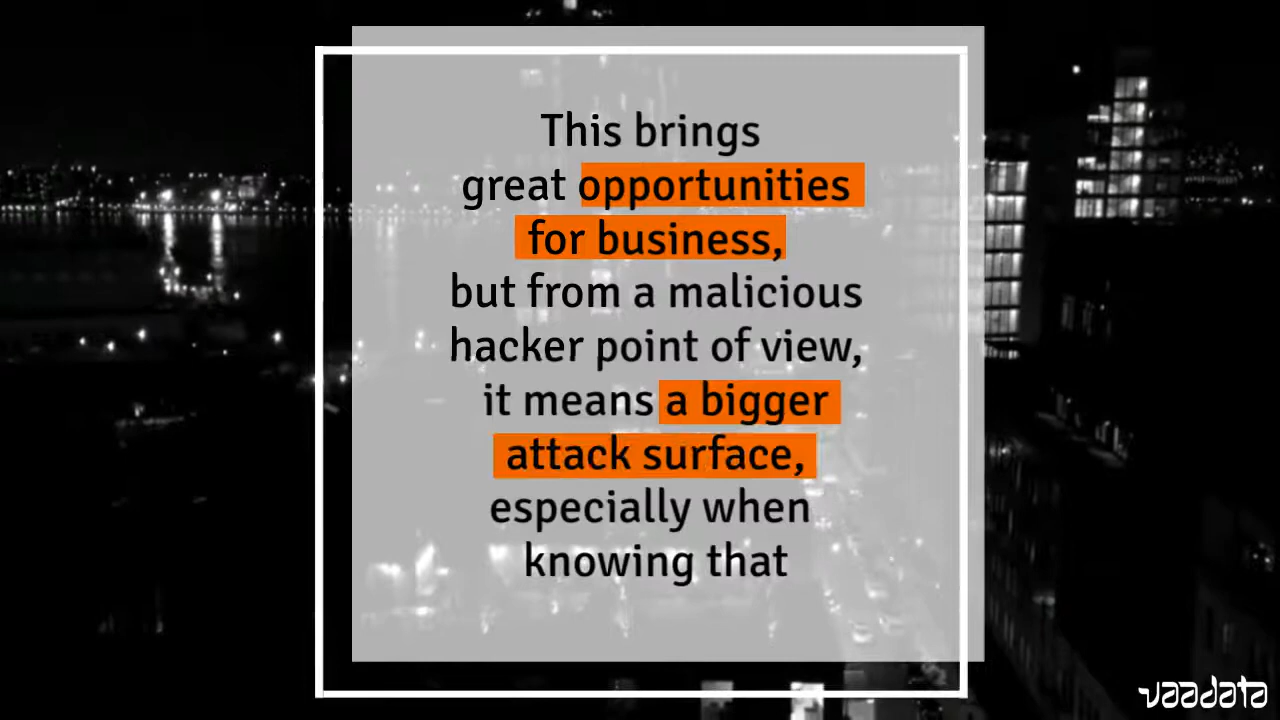 This brings
great opportunities
for business,
but from a malicious
hacker point of view,
it means a bigger
attack surface,
especially when
knowing that
vaadata